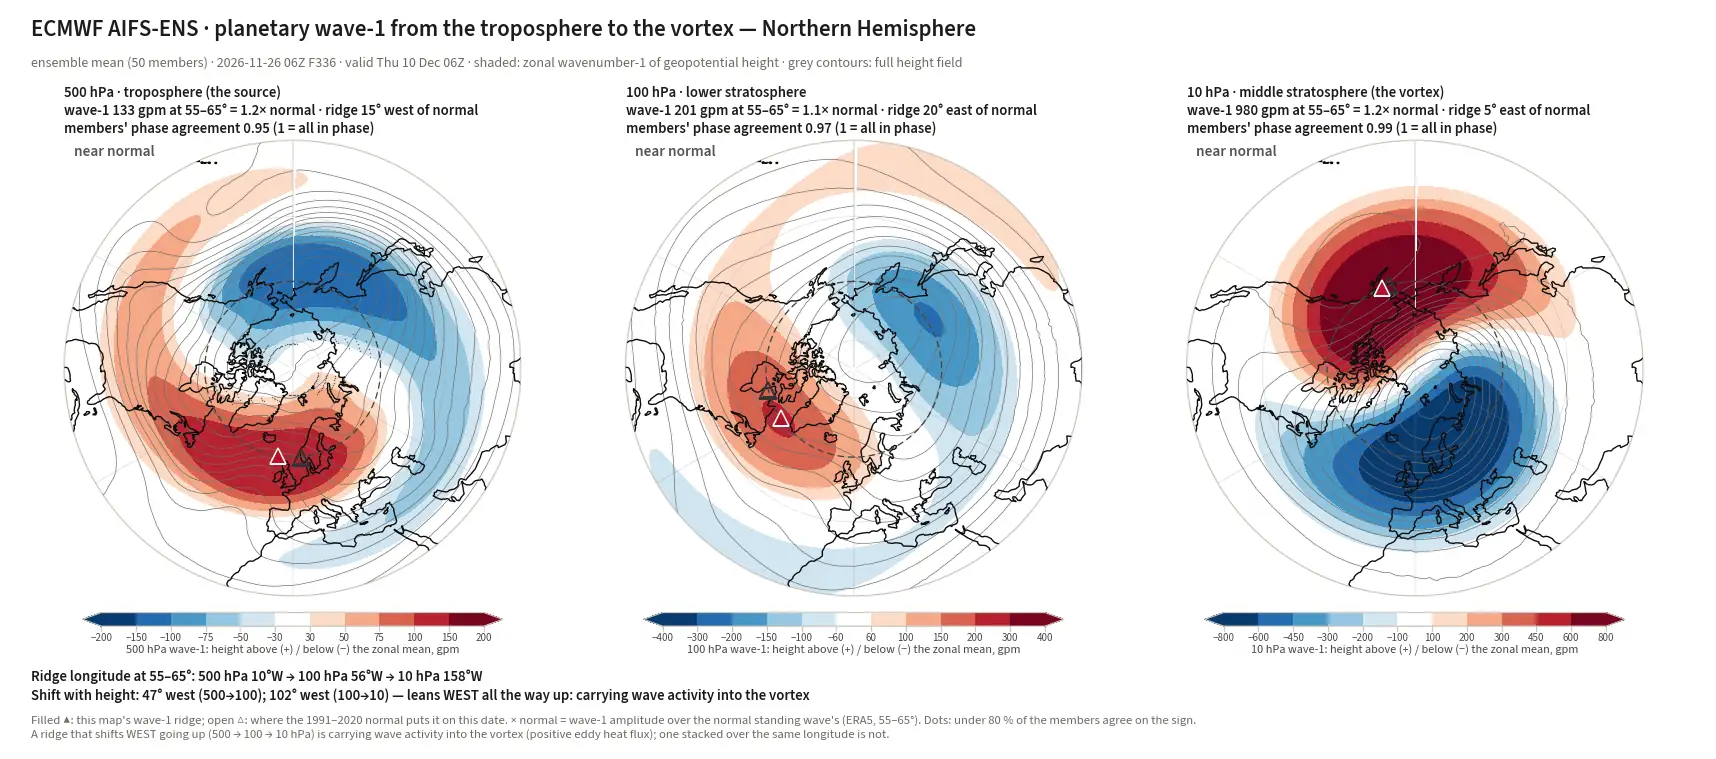 ECMWF AIFS-ENS · planetary wave-1 from the troposphere to the vortex — Northern Hemisphere
ensemble mean (50 members) · 2026-11-26 06Z F336 · valid Thu 10 Dec 06Z · shaded: zonal wavenumber-1 of geopotential height · grey contours: full height field
500 hPa · troposphere (the source)
wave-1 133 gpm at 55–65° = 1.2× normal · ridge 15° west of normal
members' phase agreement 0.95 (1 = all in phase)
near normal
100 hPa · lower stratosphere
wave-1 201 gpm at 55–65° = 1.1× normal · ridge 20° east of normal
members' phase agreement 0.97 (1 = all in phase)
near normal
10 hPa · middle stratosphere (the vortex)
wave-1 980 gpm at 55–65° = 1.2× normal · ridge 5° east of normal
members' phase agreement 0.99 (1 = all in phase)
near normal
−200 −150 −100 −75 −50 −30 30 50 75 100 150 200
500 hPa wave-1: height above (+) / below (−) the zonal mean, gpm
−400 −300 −200 −150 −100 −60 60 100 150 200 300 400
100 hPa wave-1: height above (+) / below (−) the zonal mean, gpm
−800 −600 −450 −300 −200 −100 100 200 300 450 600 800
10 hPa wave-1: height above (+) / below (−) the zonal mean, gpm
Ridge longitude at 55–65°: 500 hPa 10°W → 100 hPa 56°W → 10 hPa 158°W
Shift with height: 47° west (500→100); 102° west (100→10) — leans WEST all the way up: carrying wave activity into the vortex
Filled ▲: this map's wave-1 ridge; open △: where the 1991–2020 normal puts it on this date. × normal = wave-1 amplitude over the normal standing wave's (ERA5, 55–65°). Dots: under 80 % of the members agree on the sign.
A ridge that shifts WEST going up (500 → 100 → 10 hPa) is carrying wave activity into the vortex (positive eddy heat flux); one stacked over the same longitude is not.